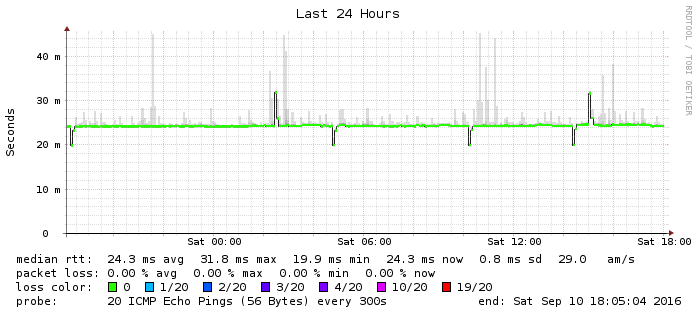 Last 24 Hours
RRDTOOL / TOBI OETIKER
Seconds
40 m
30 m
20 m
10 m
0
Sat 00:00 Sat 06:00 Sat 12:00 Sat 18:00
median rtt: 24.3 ms avg 31.8 ms max 19.9 ms min 24.3 ms now 0.8 ms sd 29.0 am/s
packet loss: 0.00 % avg 0.00 % max 0.00 % min 0.00 % now
loss color: 0 1/20 2/20 3/20 4/20 10/20 19/20
probe: 20 ICMP Echo Pings (56 Bytes) every 300s end: Sat Sep 10 18:05:04 2016